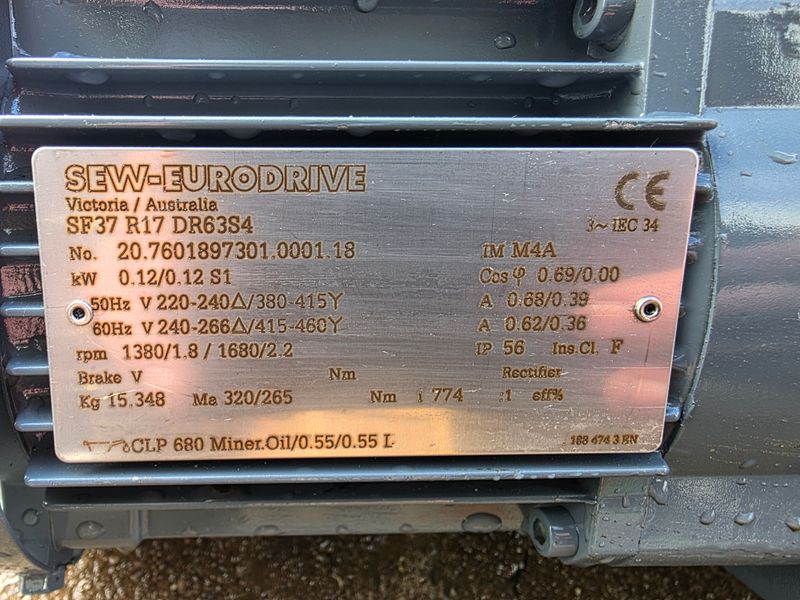 SEW-EURODRIVE
Victoria / Australia
SF37 R17 DR63S4
CE
3~ IEC 34
No. 20.7601897301.0001.18
IM M4A
kW 0.12/0.12 S1
Cos φ 0.69/0.00
50Hz V 220-240△/380-415Y
A 0.68/0.39
60Hz V 240-266△/415-460Y
A 0.62/0.36
rpm 1380/1.8 / 1680/2.2
IP 56 Ins.Cl. F
Brake V Nm Rectifier
Kg 15.348 Ma 320/265 Nm i 774 :1 eff%
CLP 680 Miner.Oil/0.55/0.55 L
188 474 3 EN